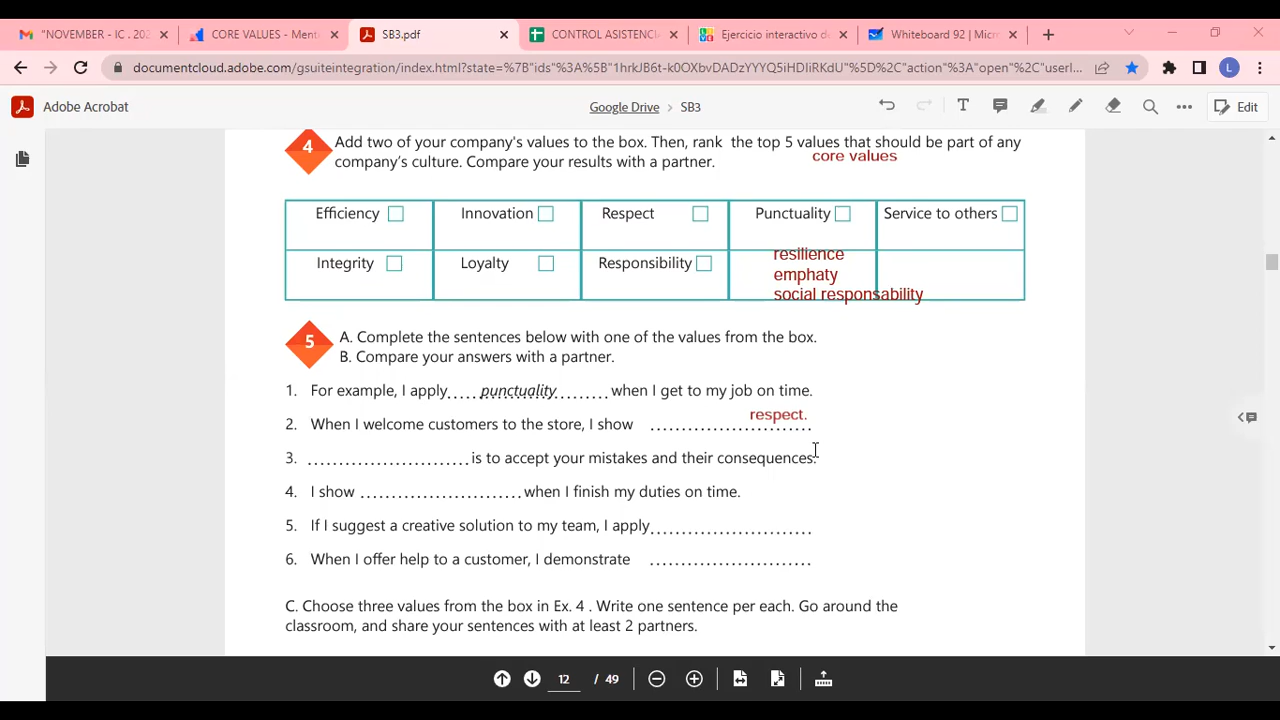 "NOVEMBER - IC . 202
CORE VALUES - Menti
SB3.pdf
CONTROL ASISTENCI
Ejercicio interactivo de
Whiteboard 92 | Micr
documentcloud.adobe.com/gsuiteintegration/index.html?state=%7B"ids"%3A%5B"1hrkJB6t-k0OXbvDADzYYYQ5iHDIiRKdU"%5D%2C"action"%3A"open"%2C"userI...
L
Adobe Acrobat
Google Drive > SB3
Edit
4 Add two of your company's values to the box. Then, rank the top 5 values that should be part of any
core values
company's culture. Compare your results with a partner.
Efficiency Innovation Respect Punctuality Service to others
Integrity Loyalty Responsibility
resilience
emphaty
social responsability
5 A. Complete the sentences below with one of the values from the box.
B. Compare your answers with a partner.
1. For example, I apply.....punctuality.........when I get to my job on time.
respect.
2. When I welcome customers to the store, I show ..........................
3. ..........................is to accept your mistakes and their consequences.
4. I show ..........................when I finish my duties on time.
5. If I suggest a creative solution to my team, I apply..........................
6. When I offer help to a customer, I demonstrate ..........................
C. Choose three values from the box in Ex. 4 . Write one sentence per each. Go around the
classroom, and share your sentences with at least 2 partners.
12 / 49